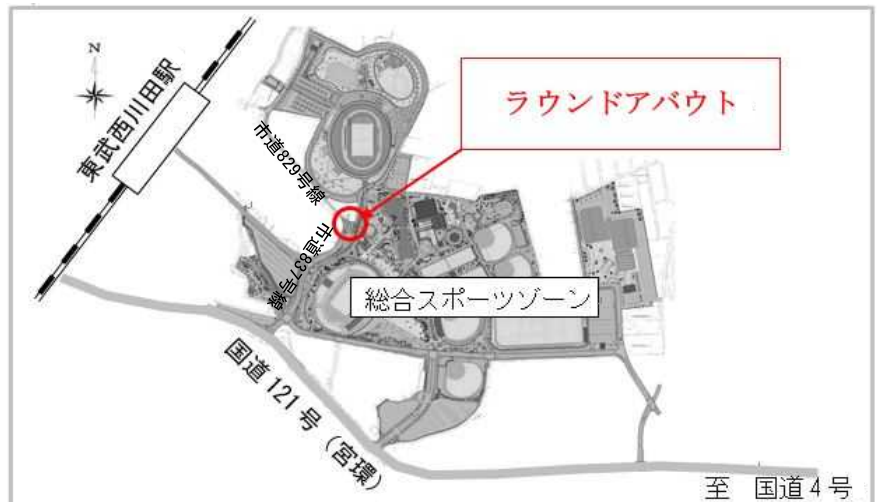 z
東武西川田駅
ラウンドアバウト
市道829号線
市道837号線
総合スポーツゾーン
国道121号（宮環）
至 国道4号